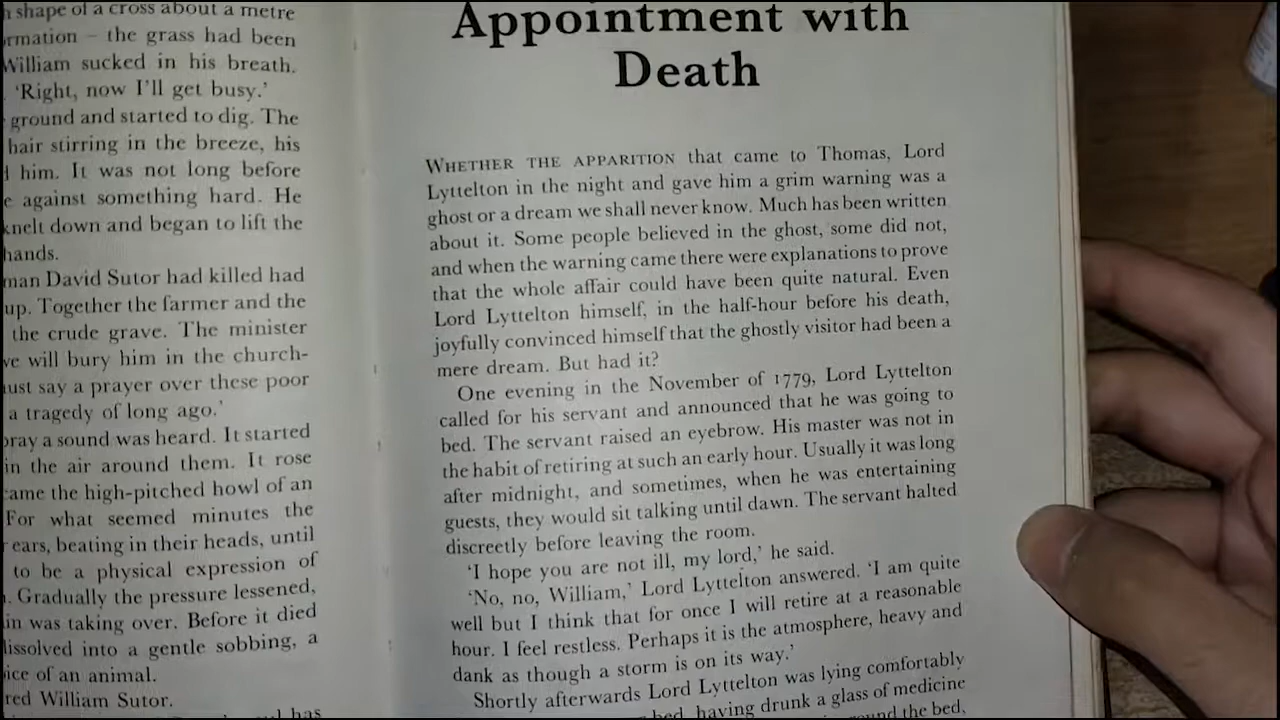 shape of a cross about a metre
the grass had been
William sucked in his breath.
'Right, now I'll get busy.'
ground and started to dig. The
hair stirring in the breeze, his
him. It was not long before
against something hard. He
knelt down and began to lift the
hands.
man David Sutor had killed had
up. Together the farmer and the
the crude grave. The minister
we will bury him in the church-
must say a prayer over these poor
a tragedy of long ago.'
pray a sound was heard. It started
in the air around them. It rose
came the high-pitched howl of an
For what seemed minutes the
ears, beating in their heads, until
to be a physical expression of
Gradually the pressure lessened,
was taking over. Before it died
dissolved into a gentle sobbing, a
of an animal.
William Sutor.
has
Appointment with
Death
WHETHER THE APPARITION that came to Thomas, Lord
Lyttelton in the night and gave him a grim warning was a
ghost or a dream we shall never know. Much has been written
about it. Some people believed in the ghost, some did not,
and when the warning came there were explanations to prove
that the whole affair could have been quite natural. Even
Lord Lyttelton himself, in the half-hour before his death,
joyfully convinced himself that the ghostly visitor had been a
mere dream. But had it?
One evening in the November of 1779, Lord Lyttelton
called for his servant and announced that he was going to
bed. The servant raised an eyebrow. His master was not in
the habit of retiring at such an early hour. Usually it was long
after midnight, and sometimes, when he was entertaining
guests, they would sit talking until dawn. The servant halted
discreetly before leaving the room.
'I hope you are not ill, my lord,' he said.
'No, no, William,' Lord Lyttelton answered. 'I am quite
well but I think that for once I will retire at a reasonable
hour. I feel restless. Perhaps it is the atmosphere, heavy and
dank as though a storm is on its way.'
Shortly afterwards Lord Lyttelton was lying comfortably
bed, having drunk a glass of medicine
the bed,